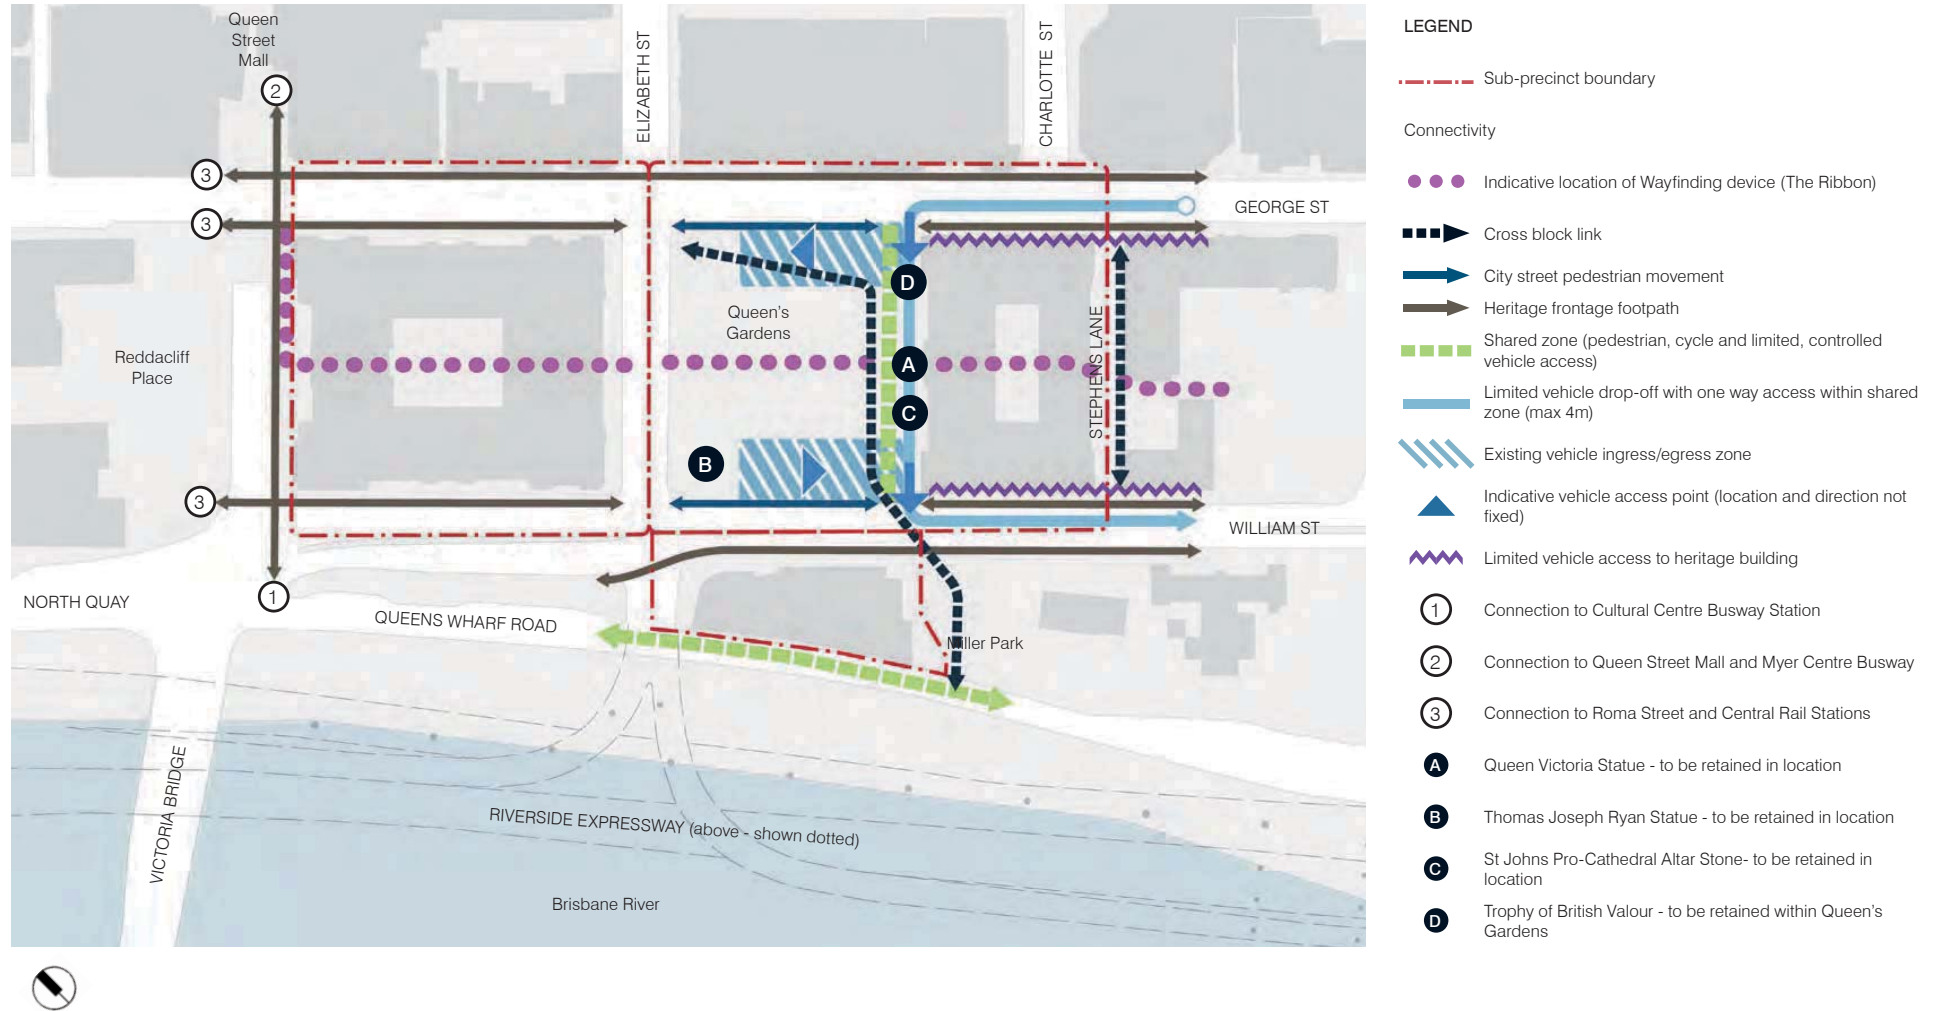 Queen
Street
Mall
2
ELIZABETH ST
CHARLOTTE ST
3
3
GEORGE ST
D
Queen's
Gardens
Reddacliff
Place
A
STEPHENS LANE
C
B
3
WILLIAM ST
1
NORTH QUAY
QUEENS WHARF ROAD
Miller Park
VICTORIA BRIDGE
RIVERSIDE EXPRESSWAY (above - shown dotted)
Brisbane River
LEGEND
Sub-precinct boundary
Connectivity
Indicative location of Wayfinding device (The Ribbon)
Cross block link
City street pedestrian movement
Heritage frontage footpath
Shared zone (pedestrian, cycle and limited, controlled
vehicle access)
Limited vehicle drop-off with one way access within shared
zone (max 4m)
Existing vehicle ingress/egress zone
Indicative vehicle access point (location and direction not
fixed)
Limited vehicle access to heritage building
1 Connection to Cultural Centre Busway Station
2 Connection to Queen Street Mall and Myer Centre Busway
3 Connection to Roma Street and Central Rail Stations
A Queen Victoria Statue - to be retained in location
B Thomas Joseph Ryan Statue - to be retained in location
C St Johns Pro-Cathedral Altar Stone- to be retained in
location
D Trophy of British Valour - to be retained within Queen's
Gardens